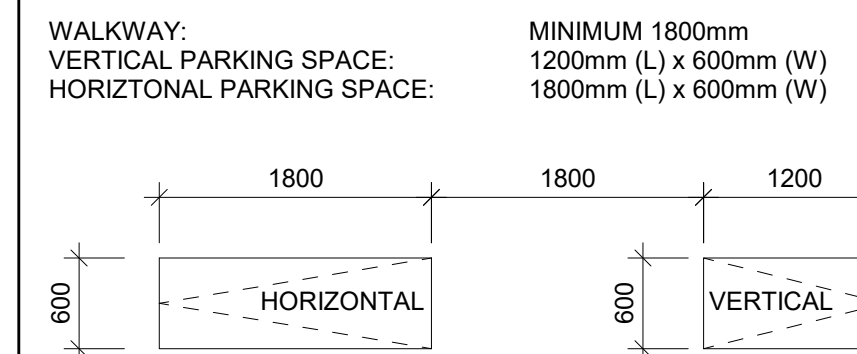 WALKWAY: MINIMUM 1800mm
VERTICAL PARKING SPACE: 1200mm (L) x 600mm (W)
HORIZTONAL PARKING SPACE: 1800mm (L) x 600mm (W)
1800 1800 1200
600 HORIZONTAL 600 VERTICAL